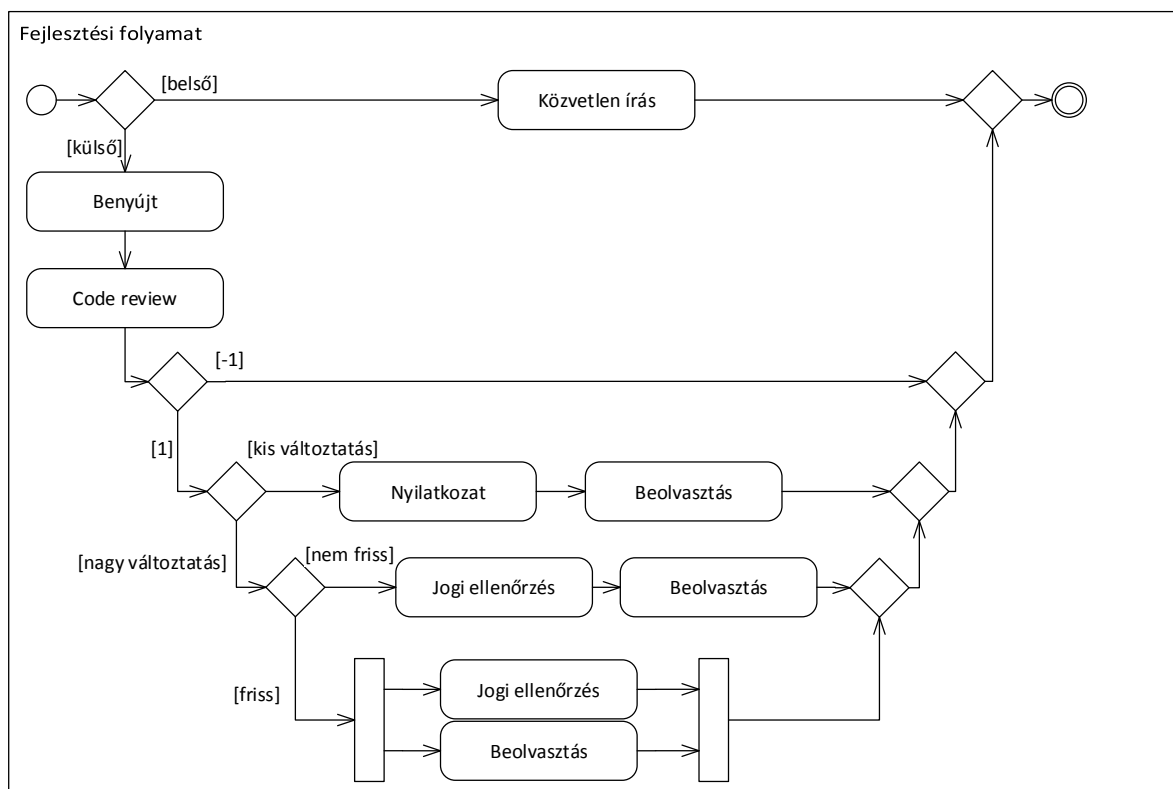 Fejlesztési folyamat
[belső]
Közvetlen írás
[külső]
Benyújt
Code review
[-1]
[1]
[kis változtatás]
Nyilatkozat
Beolvasztás
[nagy változtatás]
[nem friss]
Jogi ellenőrzés
Beolvasztás
[friss]
Jogi ellenőrzés
Beolvasztás